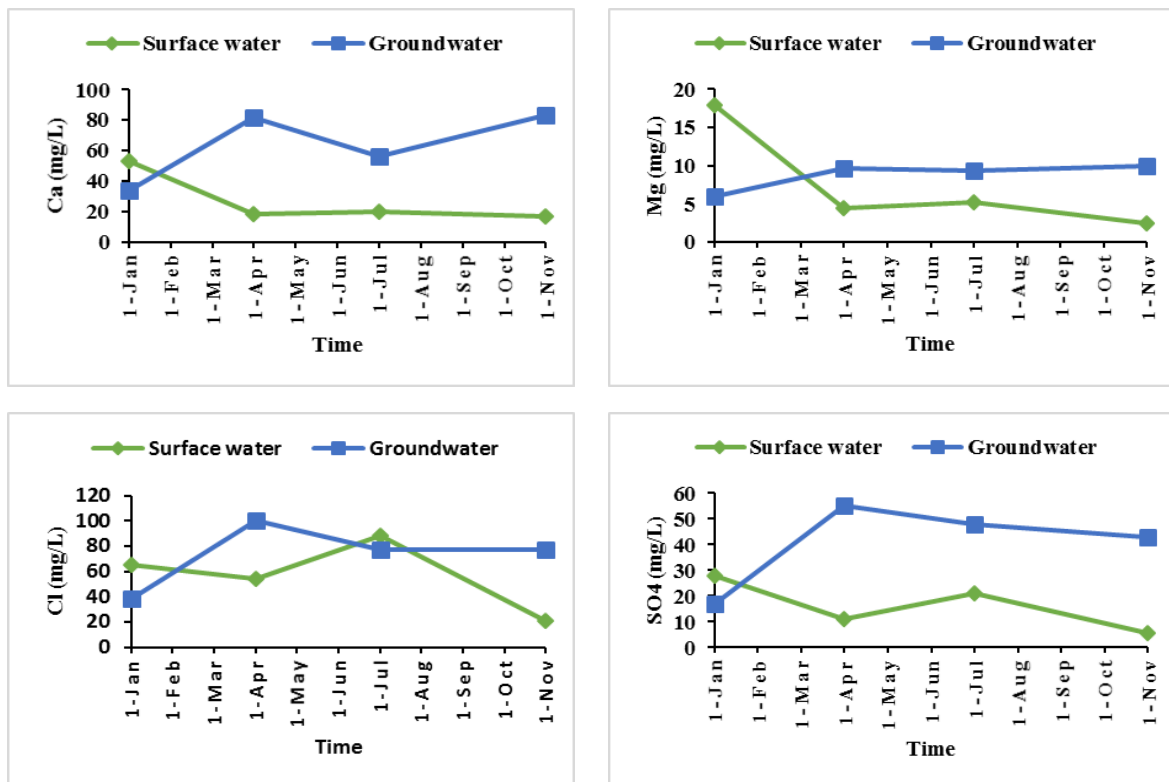 Surface water Groundwater
Ca (mg/L)
100
80
60
40
20
0
1-Jan 1-Feb 1-Mar 1-Apr 1-May 1-Jun 1-Jul 1-Aug 1-Sep 1-Oct 1-Nov
Time
Surface water Groundwater
Mg (mg/L)
20
15
10
5
0
1-Jan 1-Feb 1-Mar 1-Apr 1-May 1-Jun 1-Jul 1-Aug 1-Sep 1-Oct 1-Nov
Time
Surface water Groundwater
Cl (mg/L)
120
100
80
60
40
20
0
1-Jan 1-Feb 1-Mar 1-Apr 1-May 1-Jun 1-Jul 1-Aug 1-Sep 1-Oct 1-Nov
Time
Surface water Groundwater
SO4 (mg/L)
60
50
40
30
20
10
0
1-Jan 1-Feb 1-Mar 1-Apr 1-May 1-Jun 1-Jul 1-Aug 1-Sep 1-Oct 1-Nov
Time